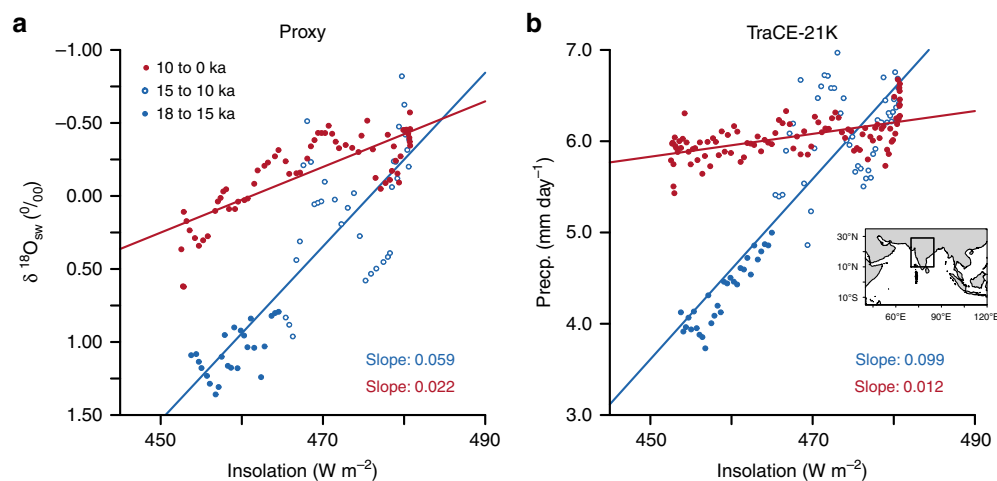 a
Proxy
−1.00
−0.50
0.00
0.50
1.00
1.50
δ ¹⁸O_sw (⁰/₀₀)
10 to 0 ka
15 to 10 ka
18 to 15 ka
Slope: 0.059
Slope: 0.022
450
470
490
Insolation (W m⁻²)
b
TraCE-21K
7.0
6.0
5.0
4.0
3.0
Precp. (mm day⁻¹)
30°N
10°N
10°S
60°E
90°E
120°E
Slope: 0.099
Slope: 0.012
450
470
490
Insolation (W m⁻²)